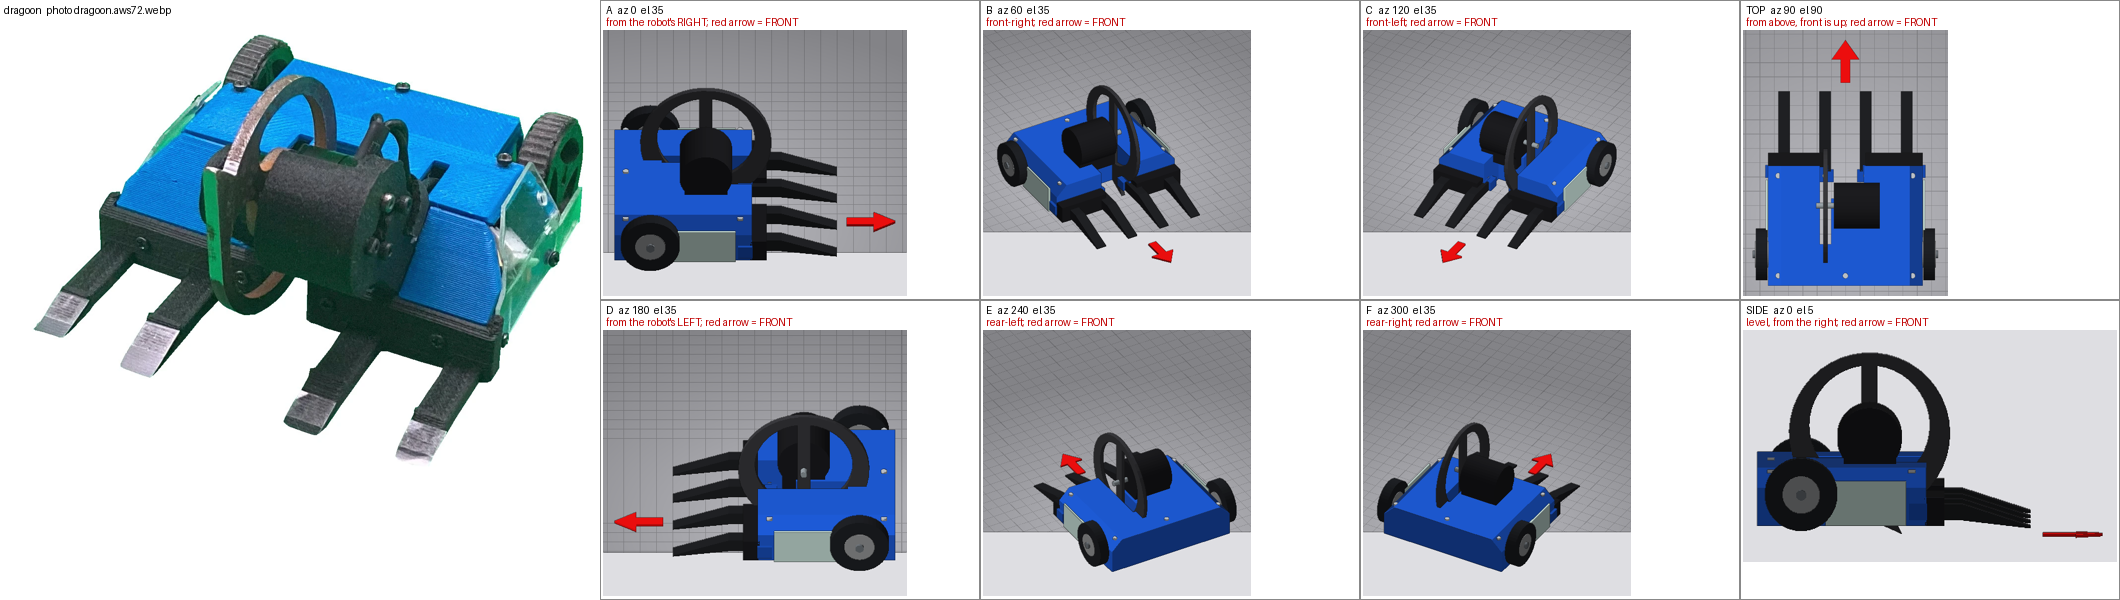 dragoon photo dragoon.aws72.webp
A az 0 el 35
from the robot's RIGHT; red arrow = FRONT
B az 60 el 35
front-right; red arrow = FRONT
C az 120 el 35
front-left; red arrow = FRONT
TOP az 90 el 90
from above, front is up; red arrow = FRONT
D az 180 el 35
from the robot's LEFT; red arrow = FRONT
E az 240 el 35
rear-left; red arrow = FRONT
F az 300 el 35
rear-right; red arrow = FRONT
SIDE az 0 el 5
level, from the right; red arrow = FRONT